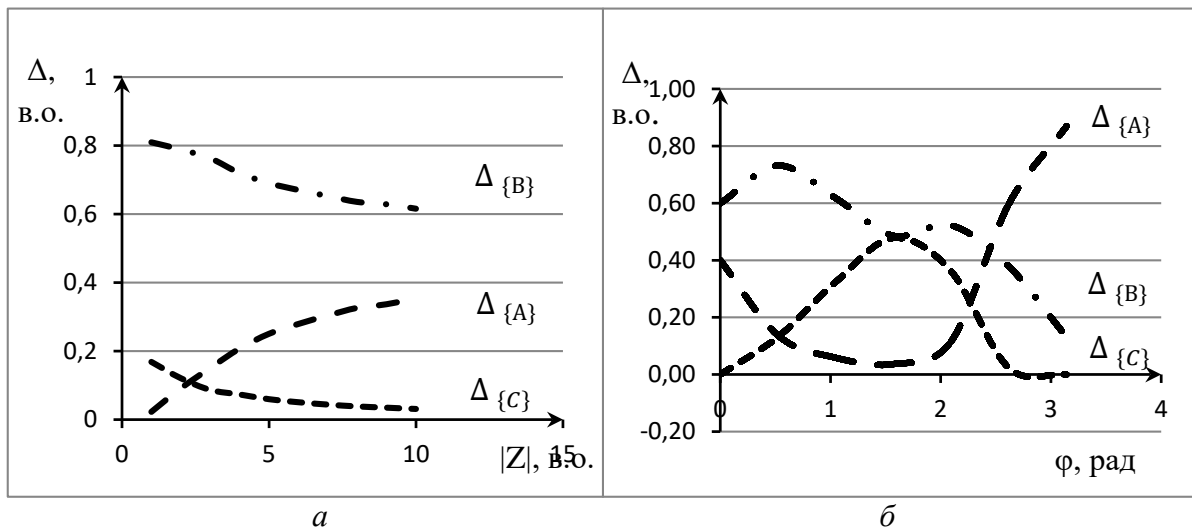 Δ,
в.о.
1
0,8
0,6
0,4
0,2
0
0 5 10 15
Δ {B}
Δ {A}
Δ {C}
|Z|, в.о.
а
Δ,
в.о.
1,00
0,80
0,60
0,40
0,20
0,00
-0,20
0 1 2 3 4
Δ {A}
Δ {B}
Δ {C}
φ, рад
б